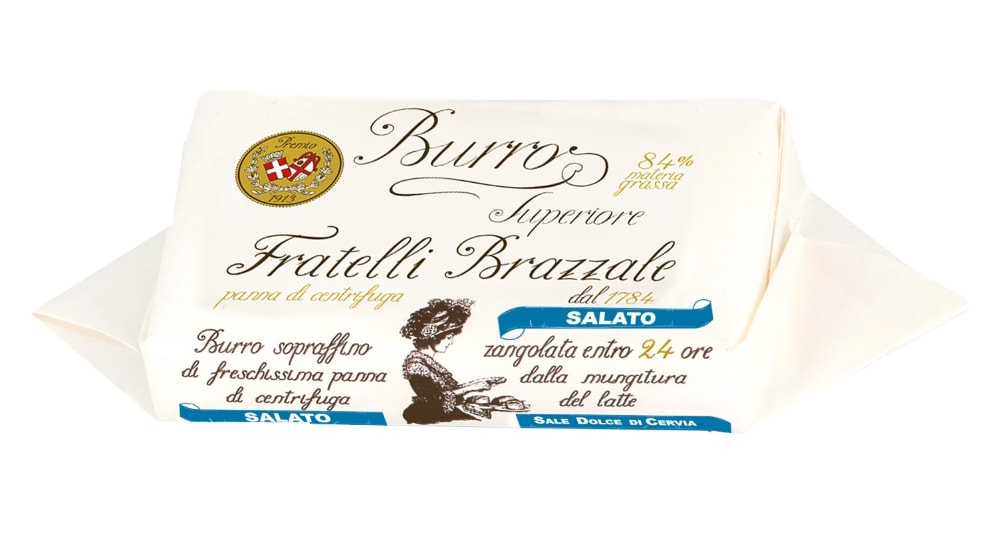 Premio
1913
Burro
Superiore
84%
materia
grassa
Fratelli Brazzale
panna di centrifuga
dal 1784
SALATO
Burro sopraffino
di freschissima panna
di centrifuga
SALATO
zangolata entro 24 ore
dalla mungitura
del latte
SALE DOLCE DI CERVIA